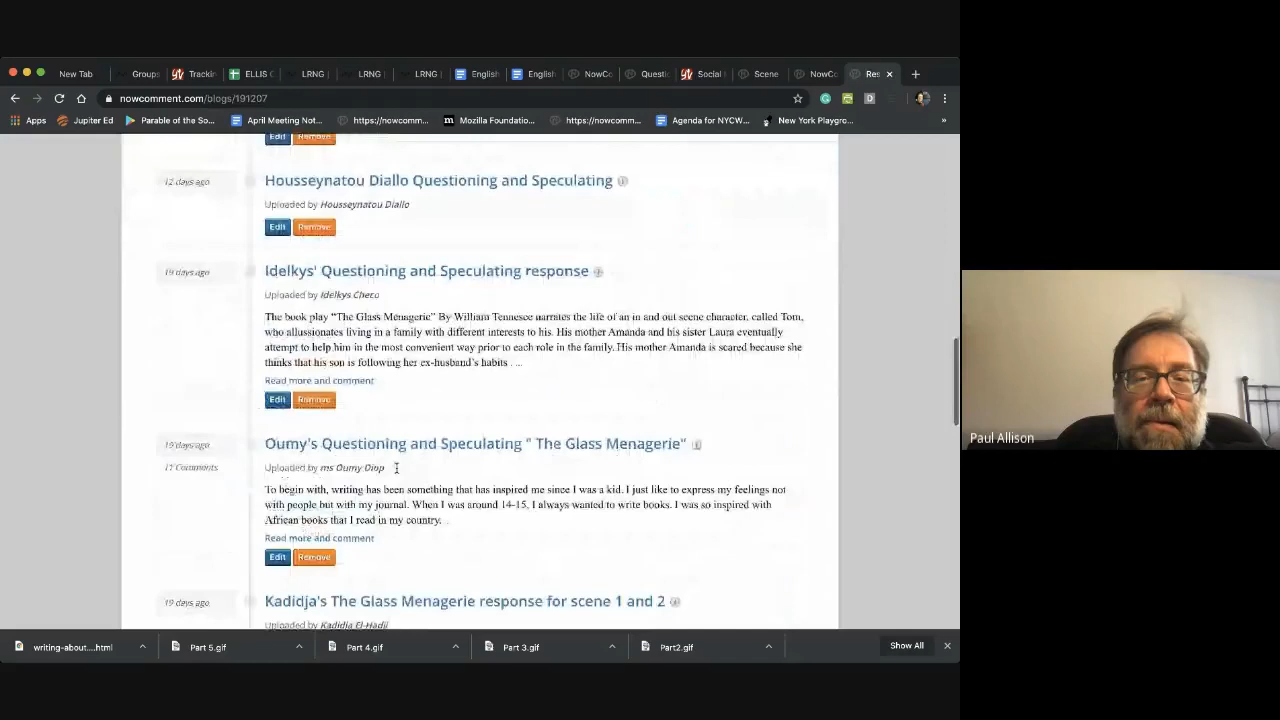 New Tab
Groups
Trackin
ELLIS C
LRNG
LRNG
LRNG
English
English
NowCo
Questi
Social
Scene
NowCo
Res
nowcomment.com/blogs/191207
Apps
Jupiter Ed
Parable of the So...
April Meeting Not...
https://nowcomm...
Mozilla Foundatio...
https://nowcomm...
Agenda for NYCW...
New York Playgro...
»
Edit Remove
12 days ago
Housseynatou Diallo Questioning and Speculating
Uploaded by Housseynatou Diallo
Edit Remove
19 days ago
Idelkys' Questioning and Speculating response
Uploaded by Idelkys Checo
The book play “The Glass Menagerie” By William Tennesee narrates the life of an in and out scene character, called Tom,
who allussionates living in a family with different interests to his. His mother Amanda and his sister Laura eventually
attempt to help him in the most convenient way prior to each role in the family. His mother Amanda is scared because she
thinks that his son is following her ex-husband's habits . ...
Read more and comment
Edit Remove
19 days ago
11 Comments
Oumy's Questioning and Speculating " The Glass Menagerie"
Uploaded by ms Oumy Diop
To begin with, writing has been something that has inspired me since I was a kid. I just like to express my feelings not
with people but with my journal. When I was around 14-15, I always wanted to write books. I was so inspired with
African books that I read in my country. ..
Read more and comment
Edit Remove
19 days ago
Kadidja's The Glass Menagerie response for scene 1 and 2
Uploaded by Kadidja El-Hadji
writing-about....html
Part 5.gif
Part 4.gif
Part 3.gif
Part2.gif
Show All
Paul Allison